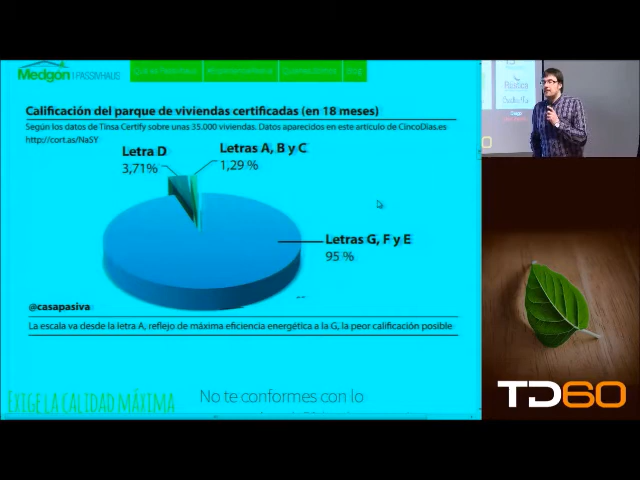 Medgón | PASSIVHAUS
Calificación del parque de viviendas certificadas (en 18 meses)
Según los datos de Tinsa Certify sobre unas 35.000 viviendas. Datos aparecidos en este artículo de CincoDías.es
http://cort.as/NaSY
Letra D
3,71%
Letras A, B y C
1,29%
Letras G, F y E
95 %
@casapasiva
La escala va desde la letra A, reflejo de máxima eficiencia energética a la G, la peor calificación posible
EXIGE LA CALIDAD MÁXIMA
No te conformes con lo
TD60